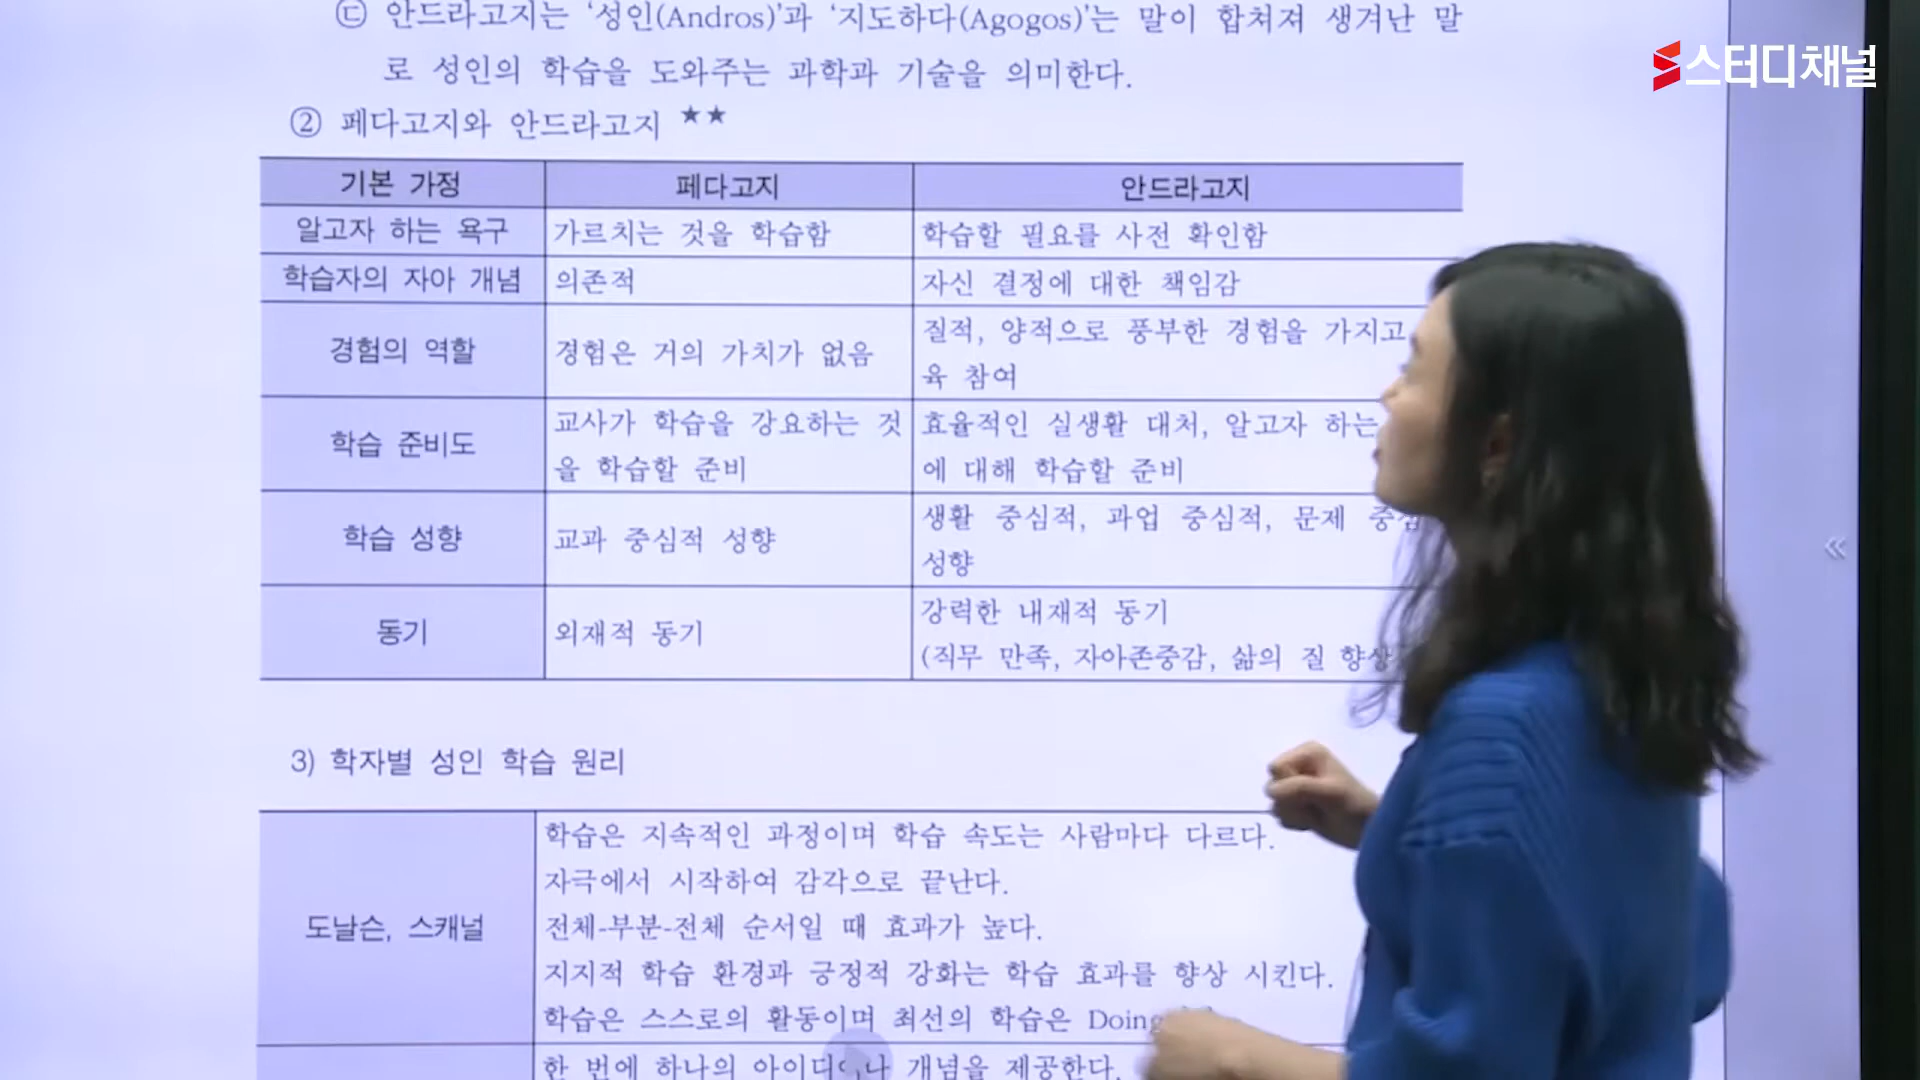 ㉢ 안드라고지는 '성인(Andros)'과 '지도하다(Agogos)'는 말이 합쳐져 생겨난 말
로 성인의 학습을 도와주는 과학과 기술을 의미한다.
스터디채널
② 페다고지와 안드라고지 ★★
기본 가정 페다고지 안드라고지
알고자 하는 욕구 가르치는 것을 학습함 학습할 필요를 사전 확인함
학습자의 자아 개념 의존적 자신 결정에 대한 책임감
경험의 역할 경험은 거의 가치가 없음 질적, 양적으로 풍부한 경험을 가지고
육 참여
학습 준비도 교사가 학습을 강요하는 것
을 학습할 준비
효율적인 실생활 대처, 알고자 하는
에 대해 학습할 준비
학습 성향 교과 중심적 성향 생활 중심적, 과업 중심적, 문제 중심
성향
동기 외재적 동기 강력한 내재적 동기
(직무 만족, 자아존중감, 삶의 질 향상
3) 학자별 성인 학습 원리
도날슨, 스캐널
학습은 지속적인 과정이며 학습 속도는 사람마다 다르다.
자극에서 시작하여 감각으로 끝난다.
전체-부분-전체 순서일 때 효과가 높다.
지지적 학습 환경과 긍정적 강화는 학습 효과를 향상 시킨다.
학습은 스스로의 활동이며 최선의 학습은 Doing
한 번에 하나의 아이디어나 개념을 제공한다.